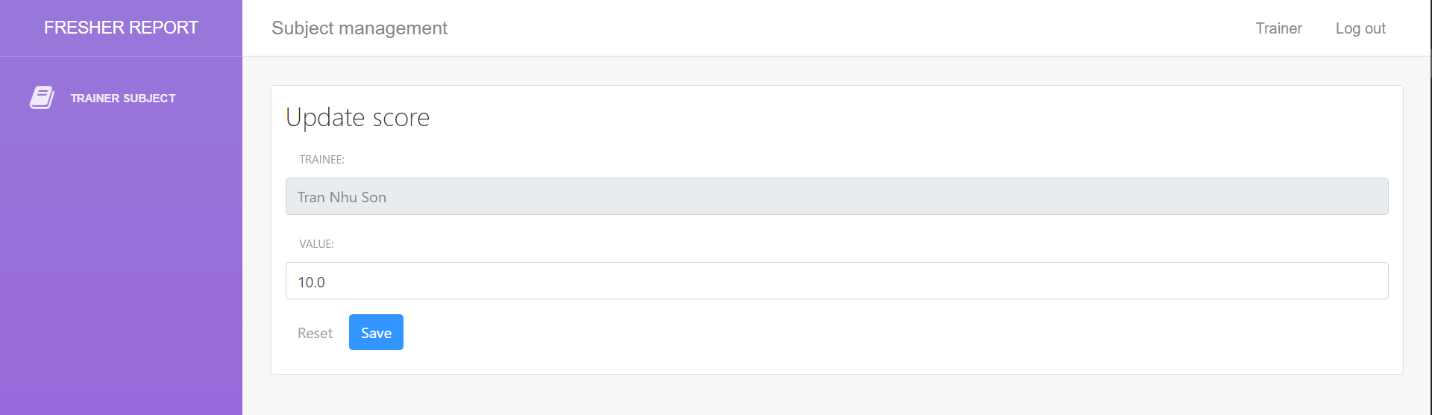 FRESHER REPORT
Subject management
Trainer
Log out
TRAINER SUBJECT
Update score
TRAINEE:
Tran Nhu Son
VALUE:
10.0
Reset
Save